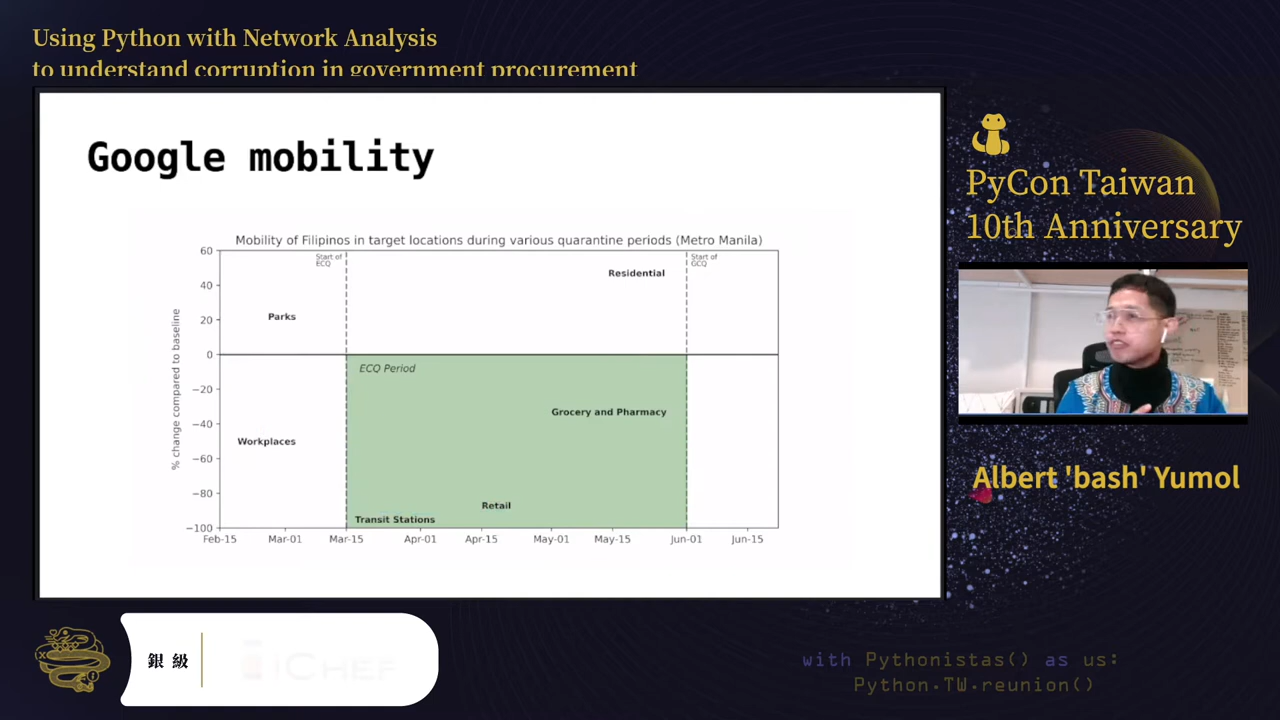 Using Python with Network Analysis
to understand corruption in government procurement
Google mobility
Mobility of Filipinos in target locations during various quarantine periods (Metro Manila)
% change compared to baseline
60
40
20
0
−20
−40
−60
−80
−100
Start of
ECQ
Start of
GCQ
Residential
Parks
ECQ Period
Grocery and Pharmacy
Workplaces
Retail
Transit Stations
Feb-15 Mar-01 Mar-15 Apr-01 Apr-15 May-01 May-15 Jun-01 Jun-15
PyCon Taiwan
10th Anniversary
Albert 'bash' Yumol
銀級
iCHEF
with Pythonistas() as us:
Python.TW.reunion()